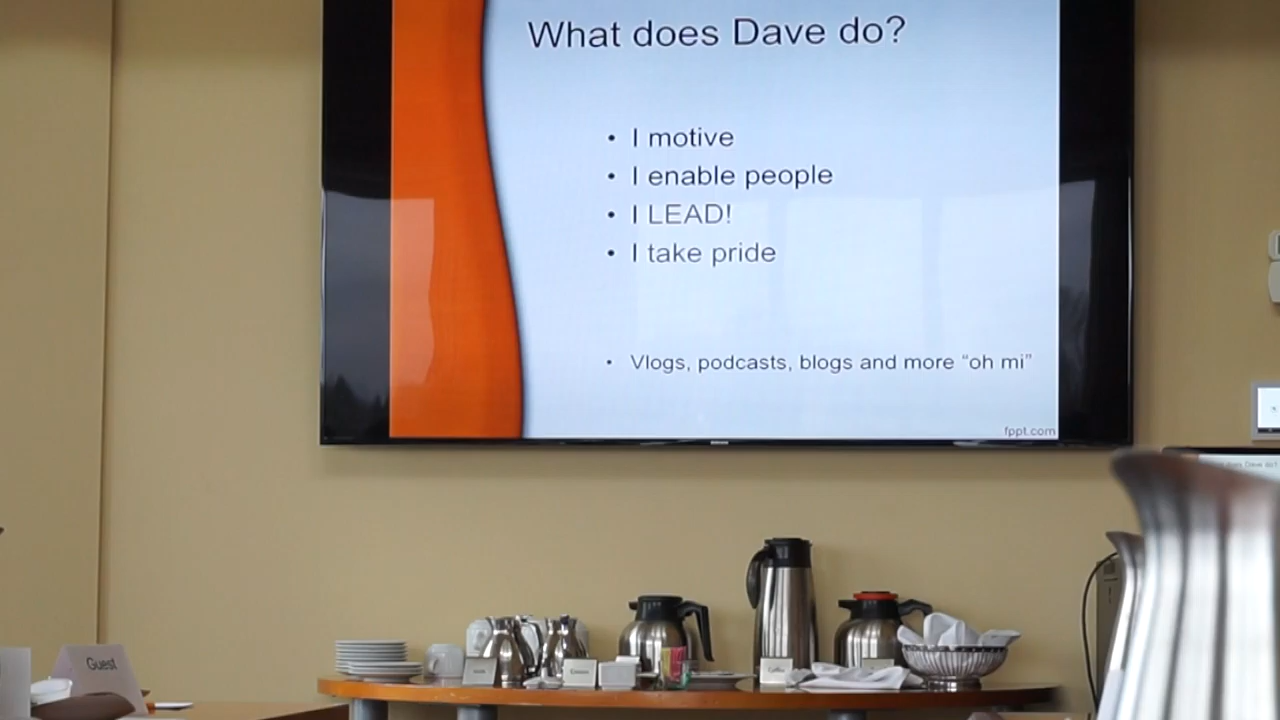 What does Dave do?
• I motive
• I enable people
• I LEAD!
• I take pride
• Vlogs, podcasts, blogs and more “oh mi”
fppt.com
Guest
Coffee